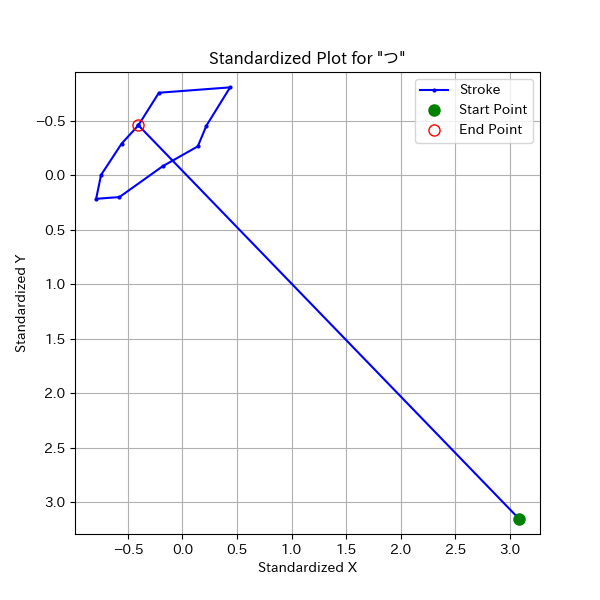 Standardized Plot for "つ"
Stroke
Start Point
End Point
−0.5
0.0
0.5
1.0
1.5
2.0
2.5
3.0
Standardized Y
−0.5 0.0 0.5 1.0 1.5 2.0 2.5 3.0
Standardized X